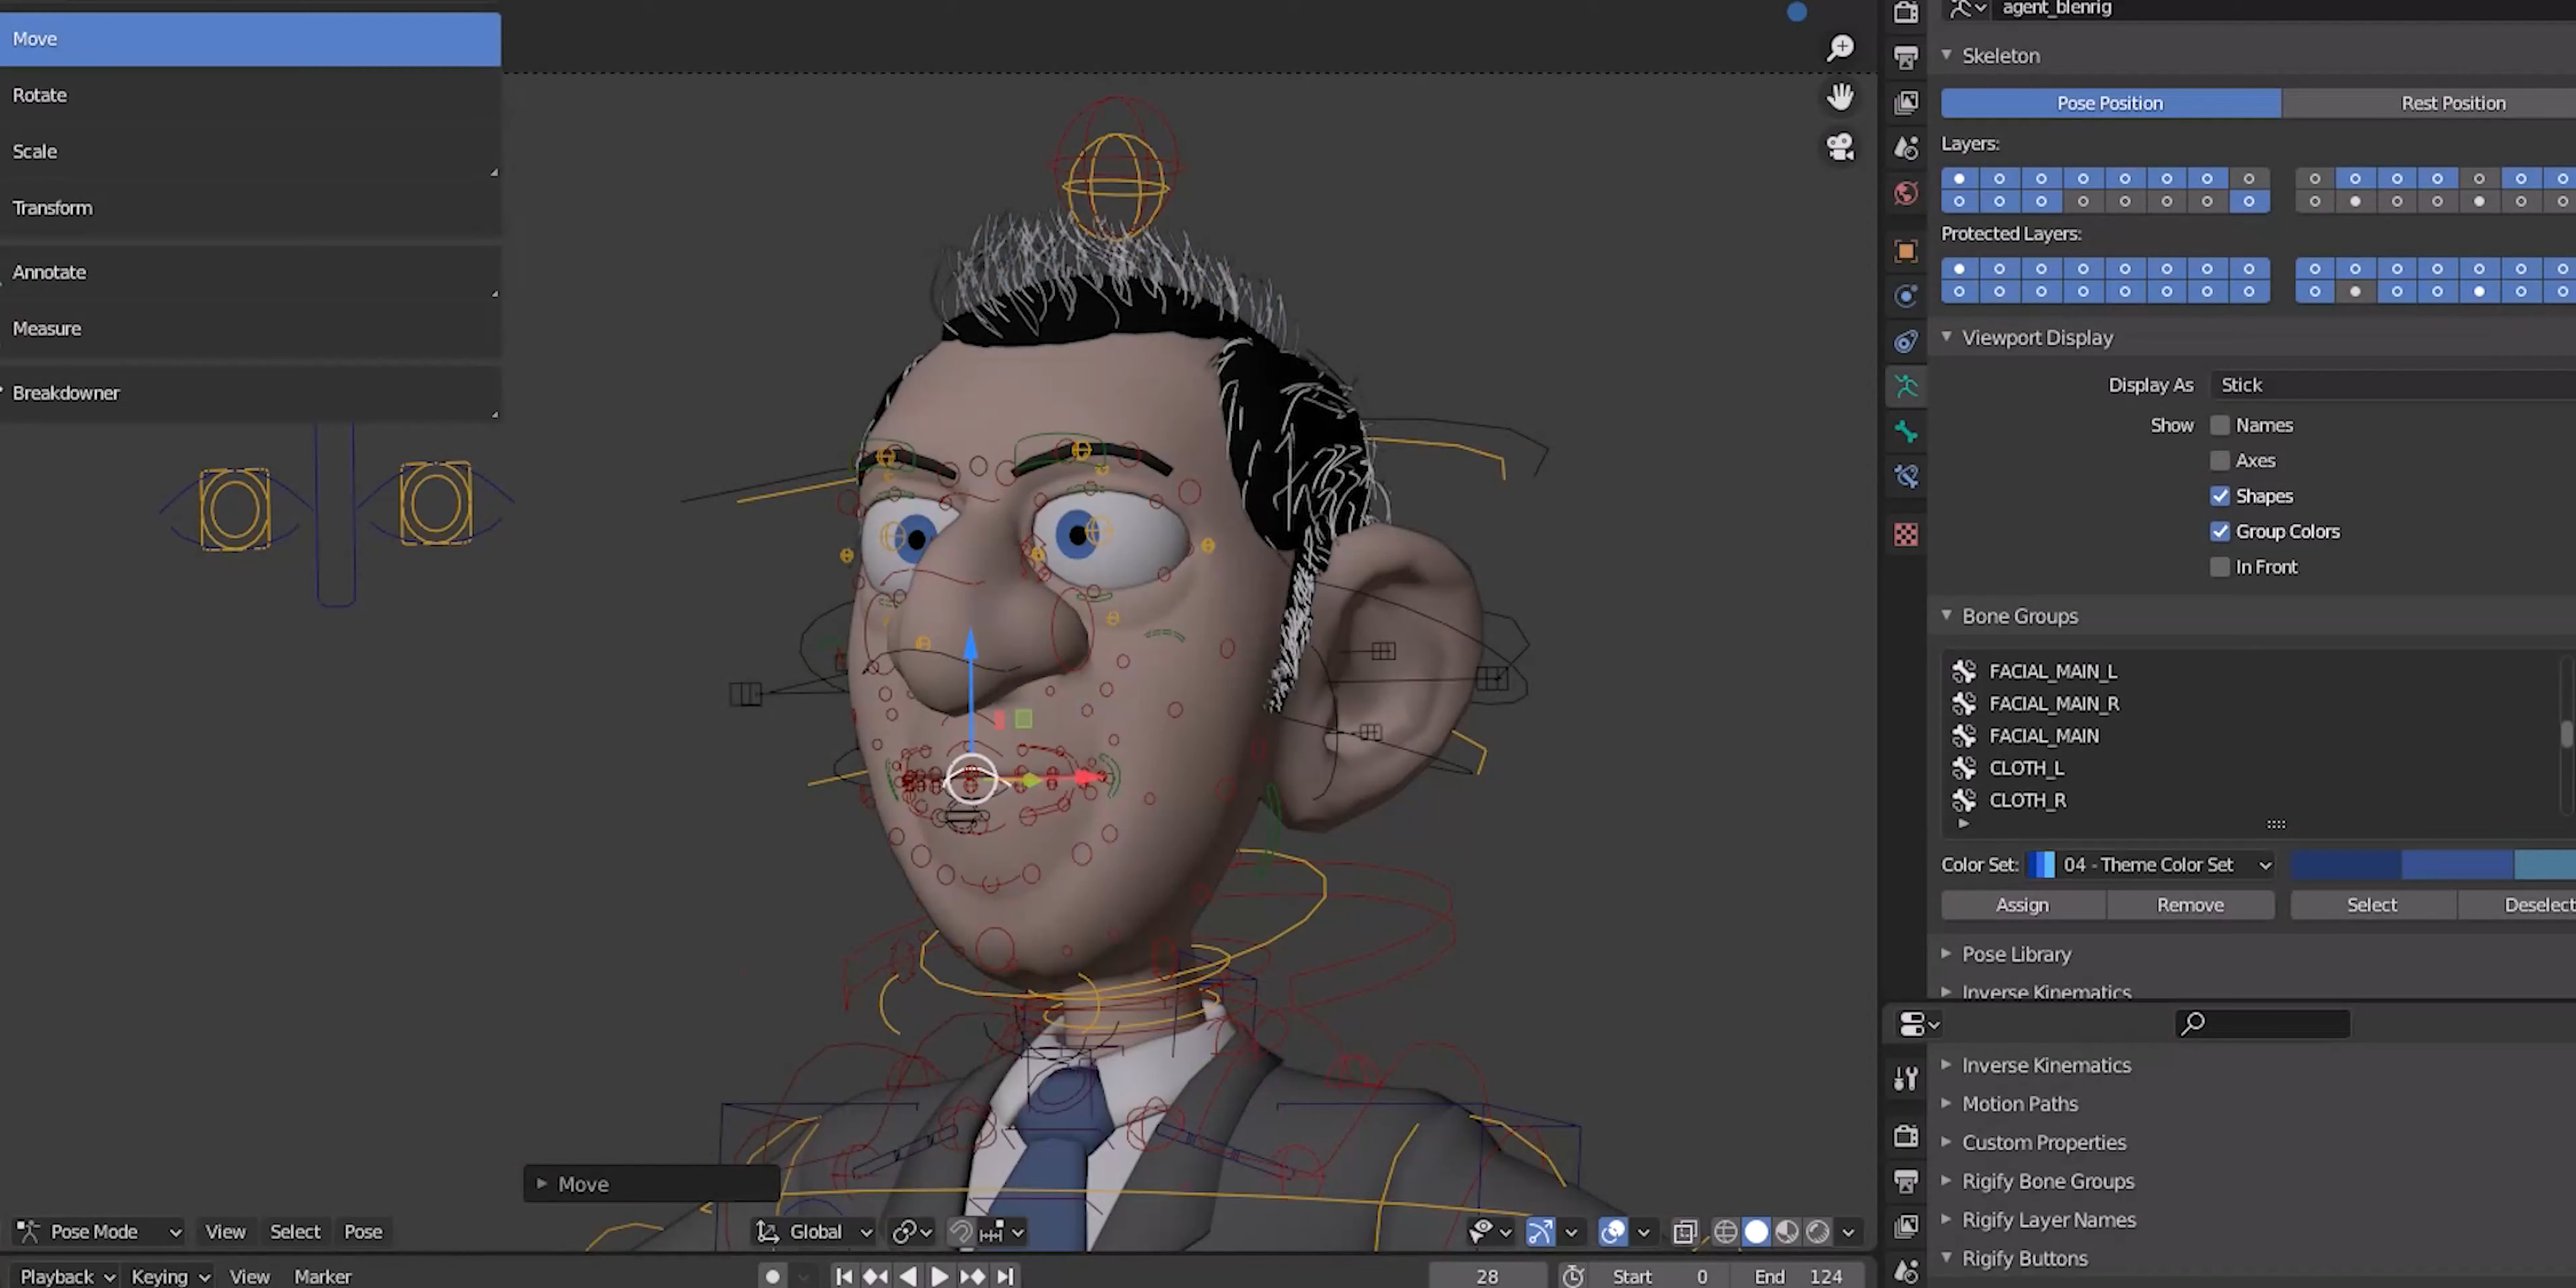 Move
Rotate
Scale
Transform
Annotate
Measure
Breakdowner
Move
Pose Mode View Select Pose
Global
Playback Keying View Marker
28 Start 0 End 124
agent_blenrig
Skeleton
Pose Position Rest Position
Layers:
Protected Layers:
Viewport Display
Display As Stick
Show Names
Axes
Shapes
Group Colors
In Front
Bone Groups
FACIAL_MAIN_L
FACIAL_MAIN_R
FACIAL_MAIN
CLOTH_L
CLOTH_R
Color Set: 04 - Theme Color Set
Assign Remove Select Deselect
Pose Library
Inverse Kinematics
Inverse Kinematics
Motion Paths
Custom Properties
Rigify Bone Groups
Rigify Layer Names
Rigify Buttons